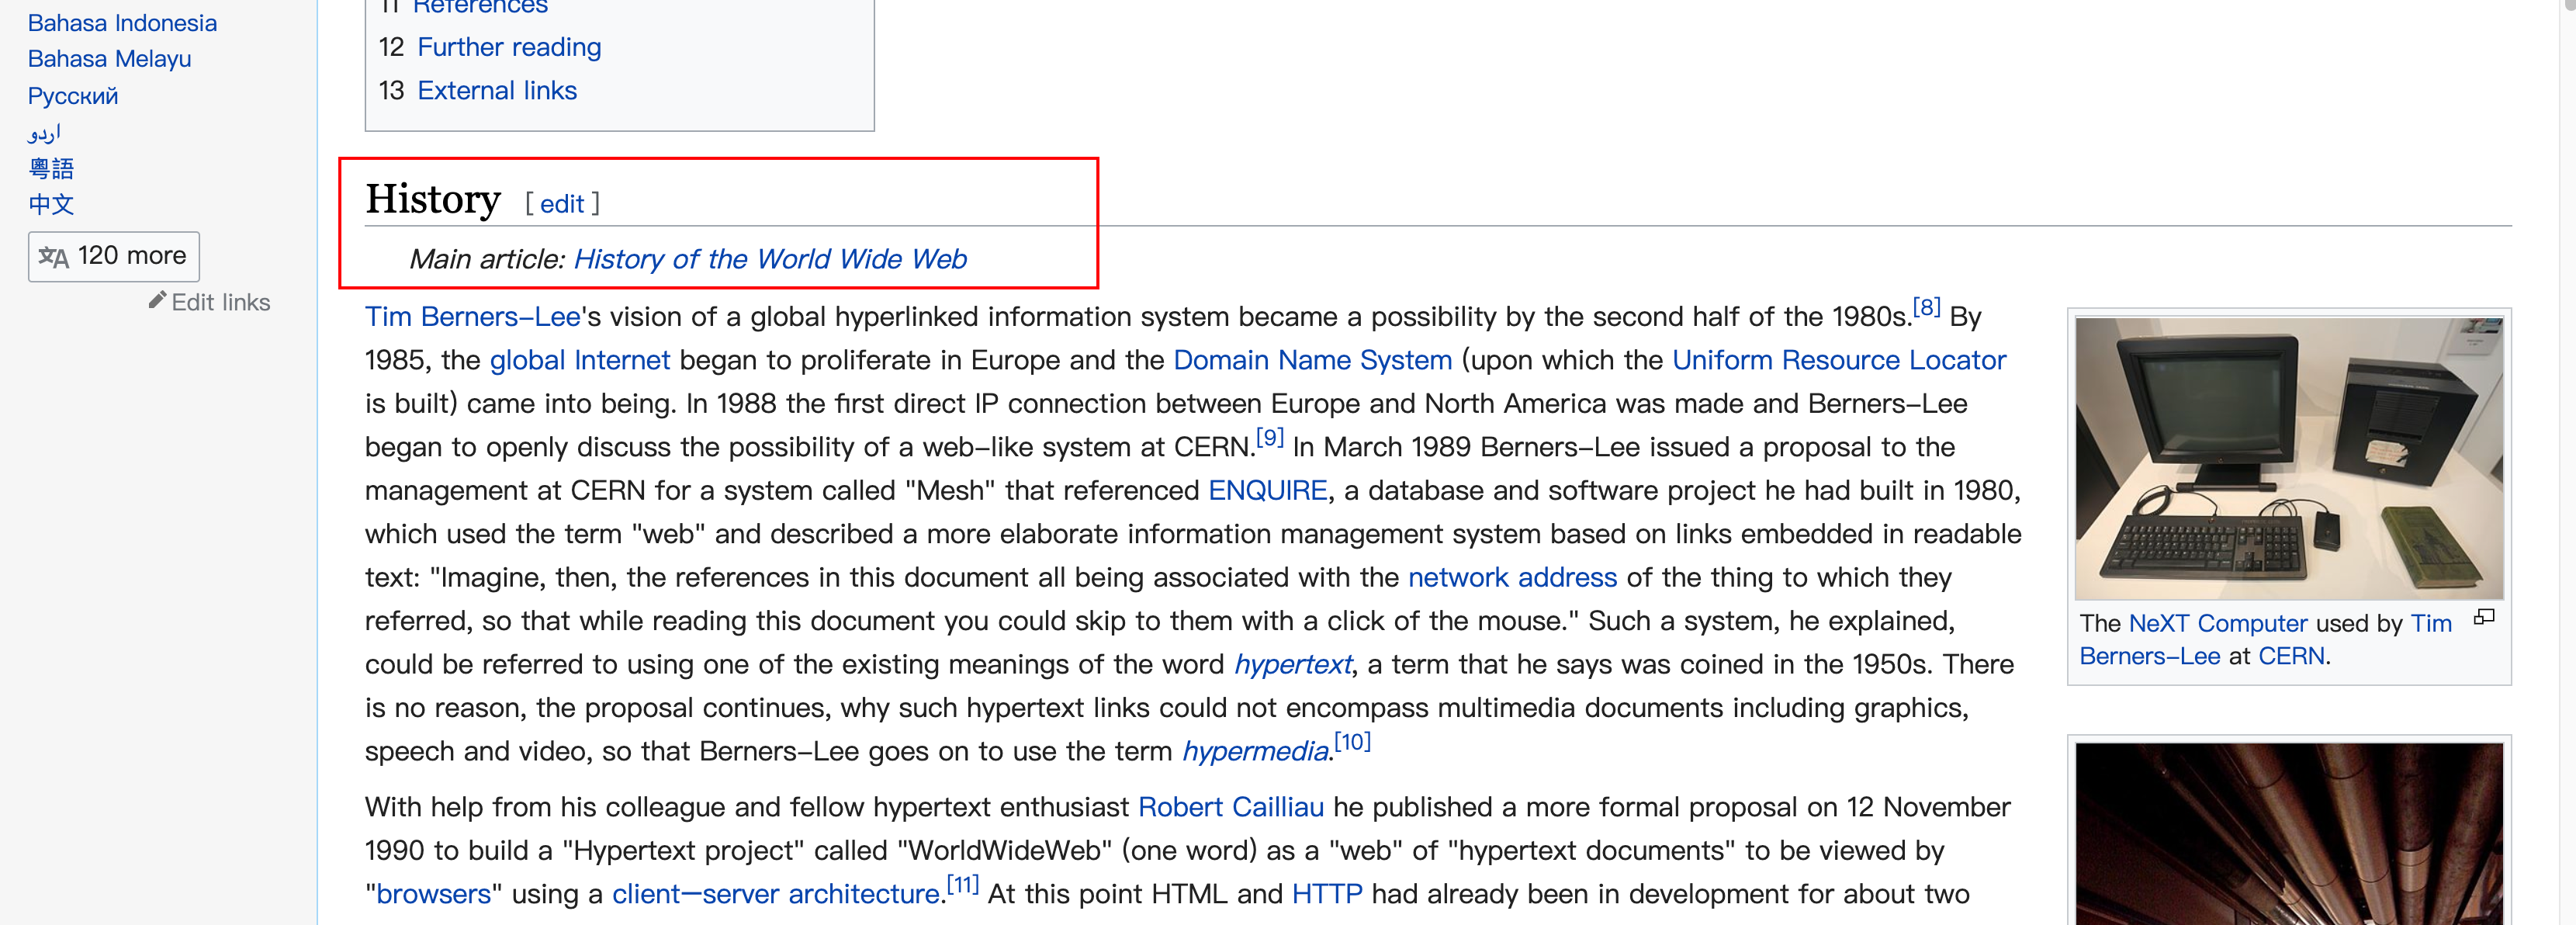 Bahasa Indonesia
Bahasa Melayu
Русский
اردو
粵語
中文
120 more
Edit links
11 References
12 Further reading
13 External links
History [ edit ]
Main article: History of the World Wide Web
Tim Berners-Lee's vision of a global hyperlinked information system became a possibility by the second half of the 1980s.[8] By
1985, the global Internet began to proliferate in Europe and the Domain Name System (upon which the Uniform Resource Locator
is built) came into being. In 1988 the first direct IP connection between Europe and North America was made and Berners-Lee
began to openly discuss the possibility of a web-like system at CERN.[9] In March 1989 Berners-Lee issued a proposal to the
management at CERN for a system called "Mesh" that referenced ENQUIRE, a database and software project he had built in 1980,
which used the term "web" and described a more elaborate information management system based on links embedded in readable
text: "Imagine, then, the references in this document all being associated with the network address of the thing to which they
referred, so that while reading this document you could skip to them with a click of the mouse." Such a system, he explained,
could be referred to using one of the existing meanings of the word hypertext, a term that he says was coined in the 1950s. There
is no reason, the proposal continues, why such hypertext links could not encompass multimedia documents including graphics,
speech and video, so that Berners-Lee goes on to use the term hypermedia.[10]
With help from his colleague and fellow hypertext enthusiast Robert Cailliau he published a more formal proposal on 12 November
1990 to build a "Hypertext project" called "WorldWideWeb" (one word) as a "web" of "hypertext documents" to be viewed by
"browsers" using a client–server architecture.[11] At this point HTML and HTTP had already been in development for about two
The NeXT Computer used by Tim
Berners-Lee at CERN.